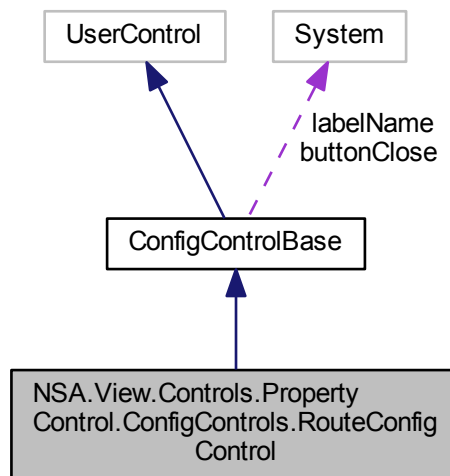 UserControl
System
labelName
buttonClose
ConfigControlBase
NSA.View.Controls.Property
Control.ConfigControls.RouteConfig
Control